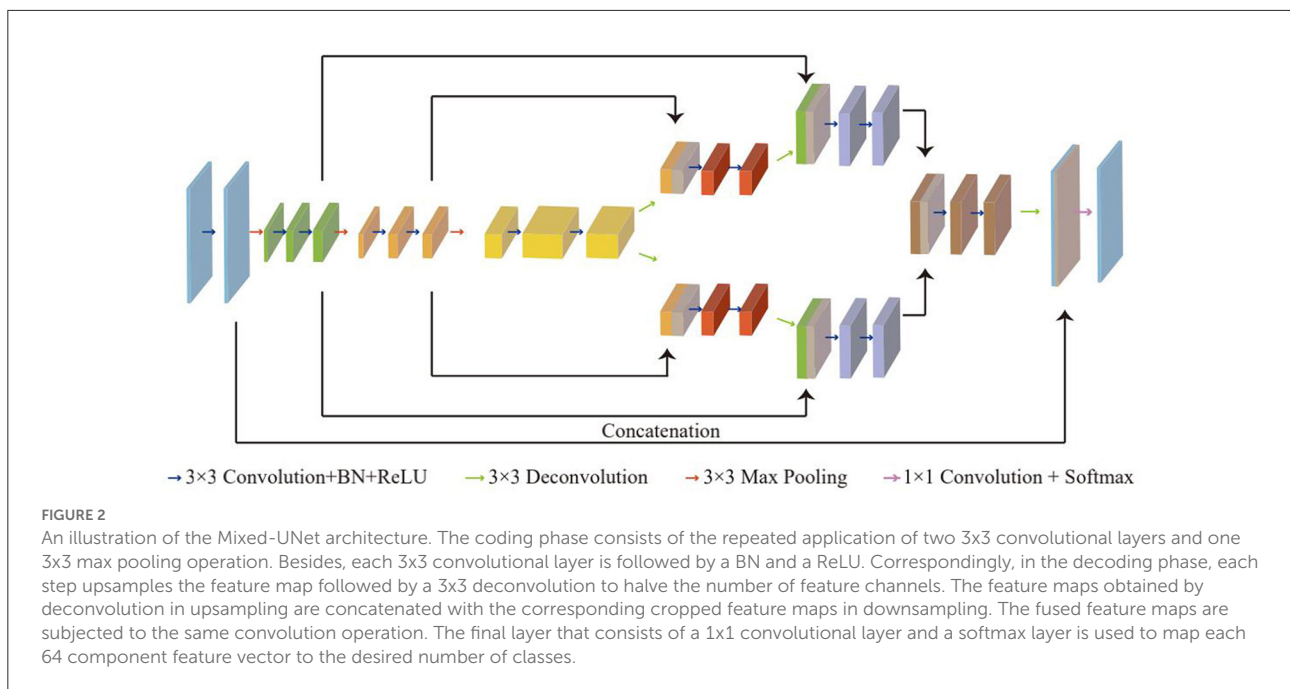 Concatenation
→3×3 Convolution+BN+ReLU →3×3 Deconvolution →3×3 Max Pooling →1×1 Convolution + Softmax
FIGURE 2
An illustration of the Mixed-UNet architecture. The coding phase consists of the repeated application of two 3x3 convolutional layers and one
3x3 max pooling operation. Besides, each 3x3 convolutional layer is followed by a BN and a ReLU. Correspondingly, in the decoding phase, each
step upsamples the feature map followed by a 3x3 deconvolution to halve the number of feature channels. The feature maps obtained by
deconvolution in upsampling are concatenated with the corresponding cropped feature maps in downsampling. The fused feature maps are
subjected to the same convolution operation. The final layer that consists of a 1x1 convolutional layer and a softmax layer is used to map each
64 component feature vector to the desired number of classes.